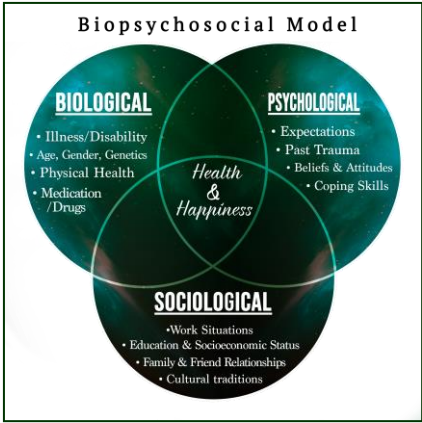 Biopsychosocial Model
BIOLOGICAL
• Illness/Disability
• Age, Gender, Genetics
• Physical Health
• Medication
/Drugs
PSYCHOLOGICAL
• Expectations
• Past Trauma
• Beliefs & Attitudes
• Coping Skills
Health
&
Happiness
SOCIOLOGICAL
•Work Situations
• Education & Socioeconomic Status
• Family & Friend Relationships
• Cultural traditions